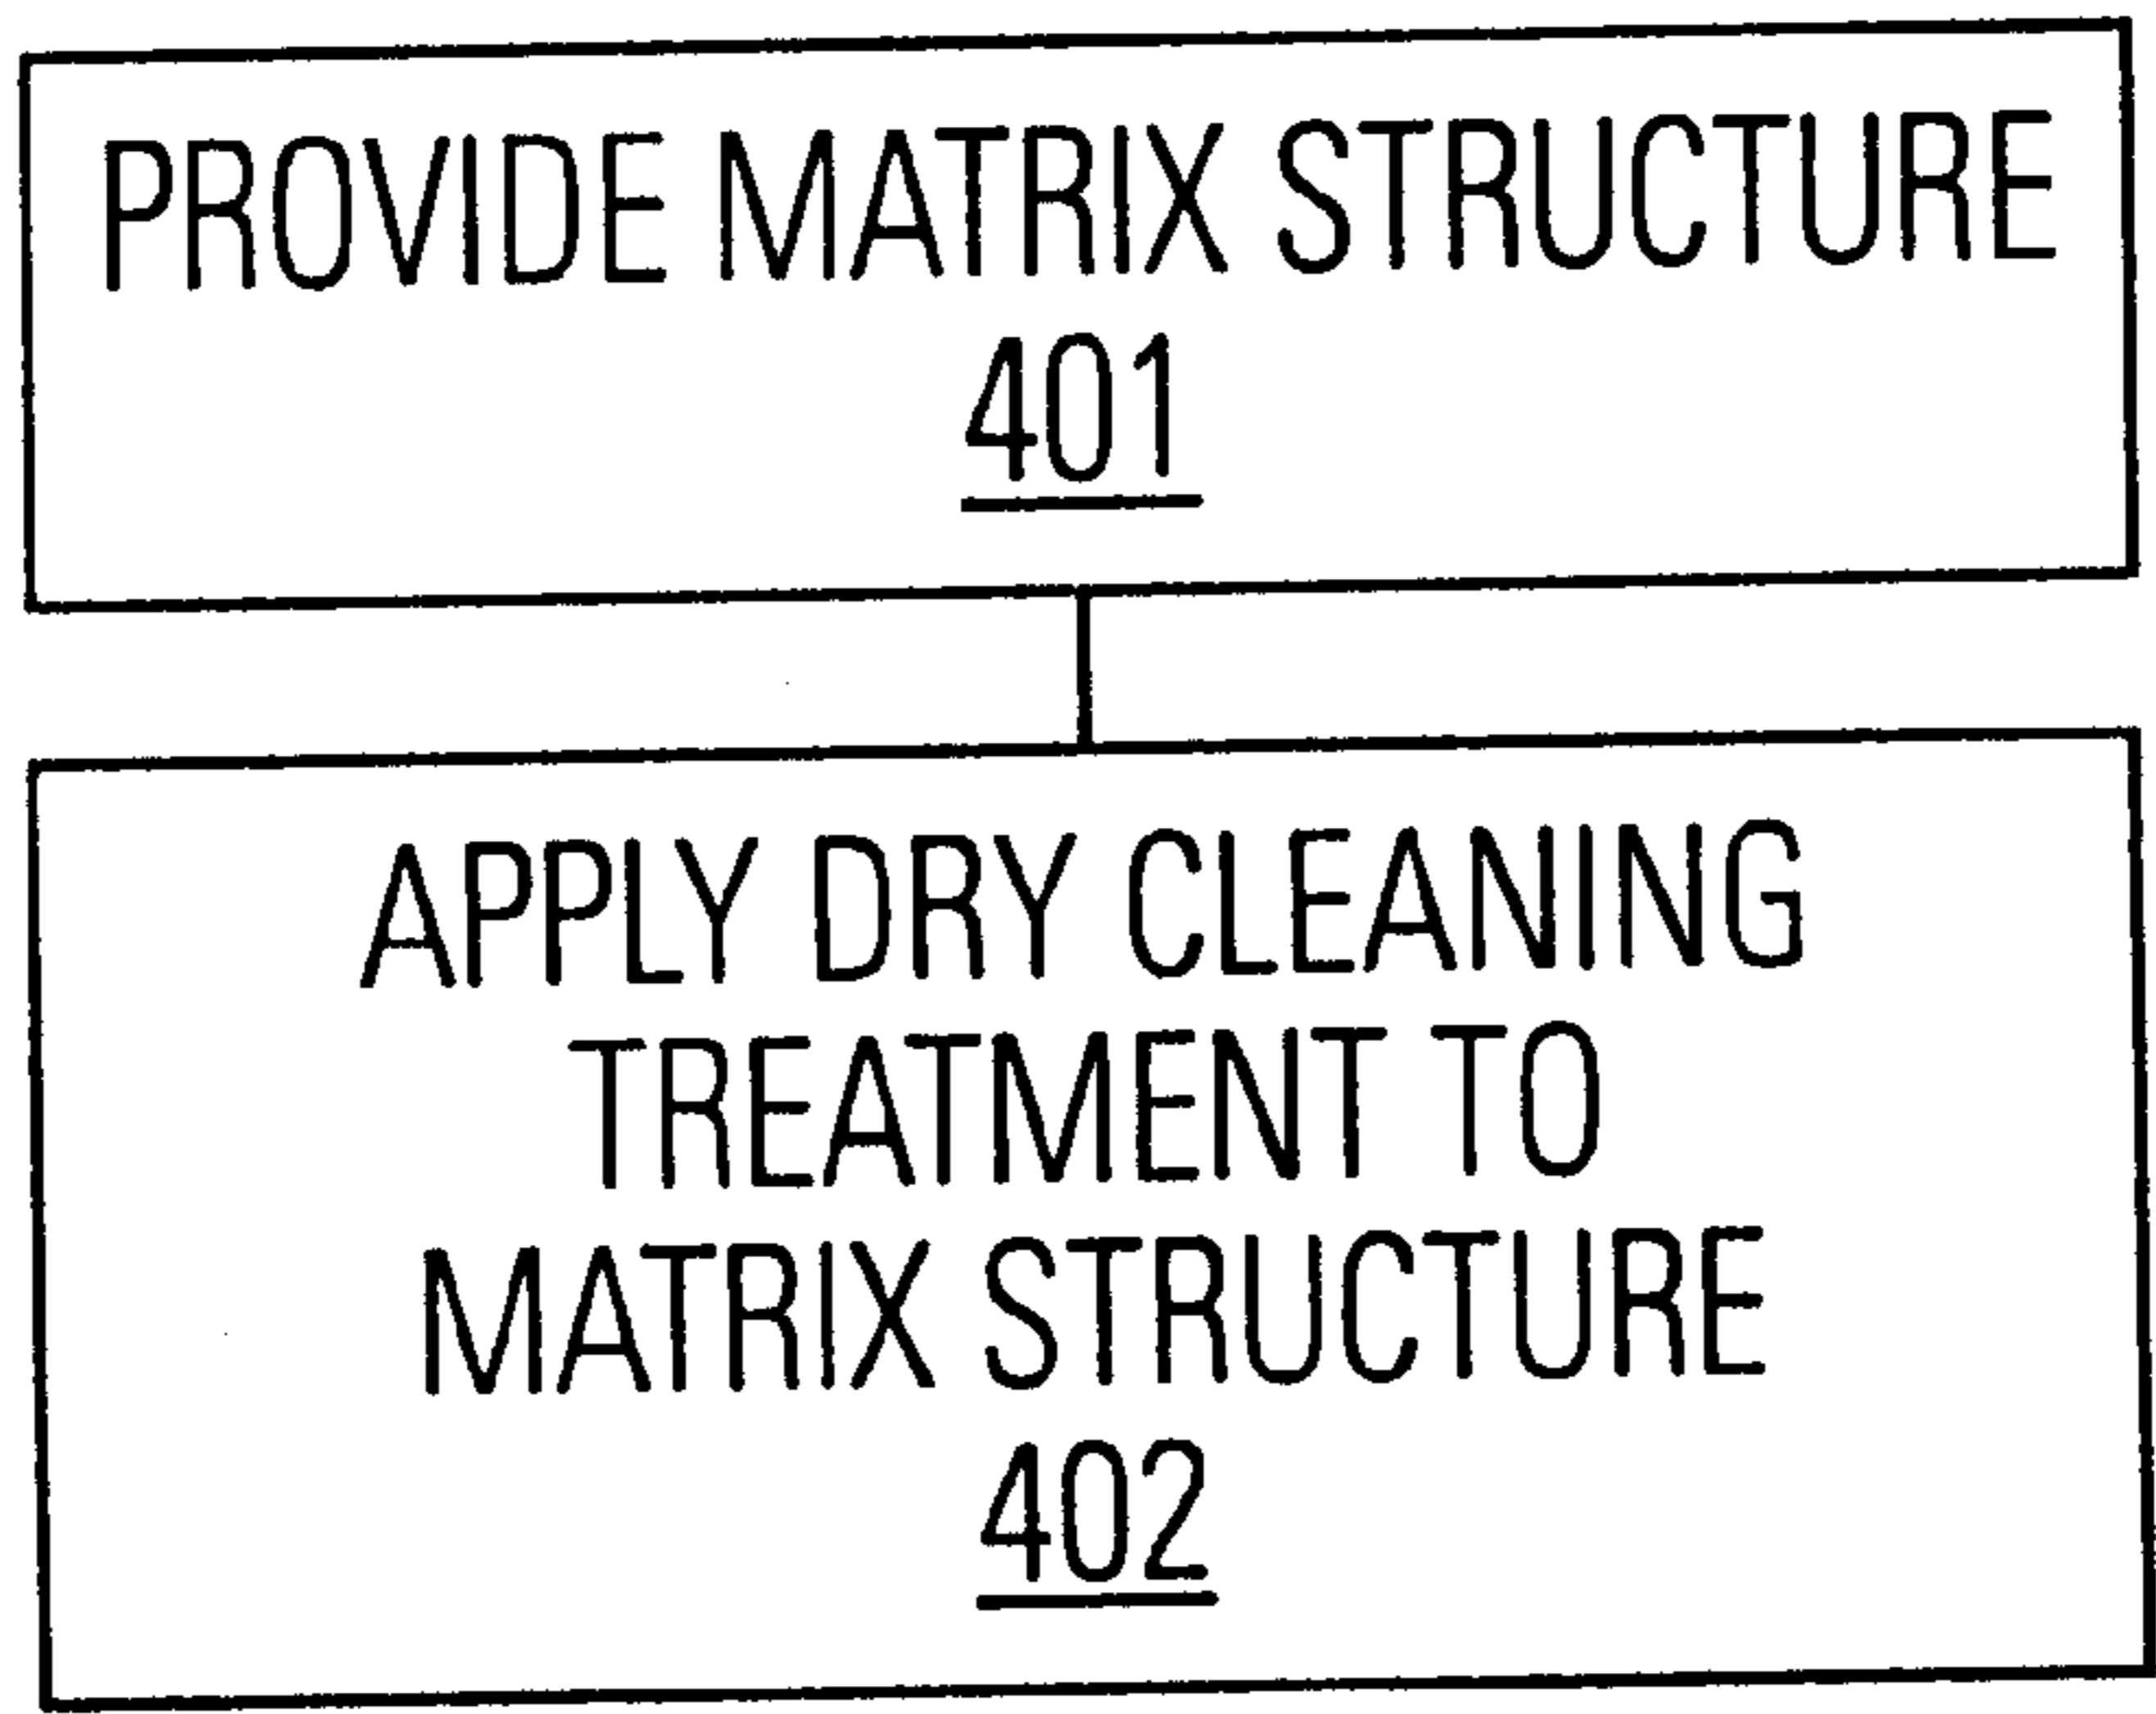 PROVIDE MATRIX STRUCTURE
401
APPLY DRY CLEANING
TREATMENT TO
MATRIX STRUCTURE
402